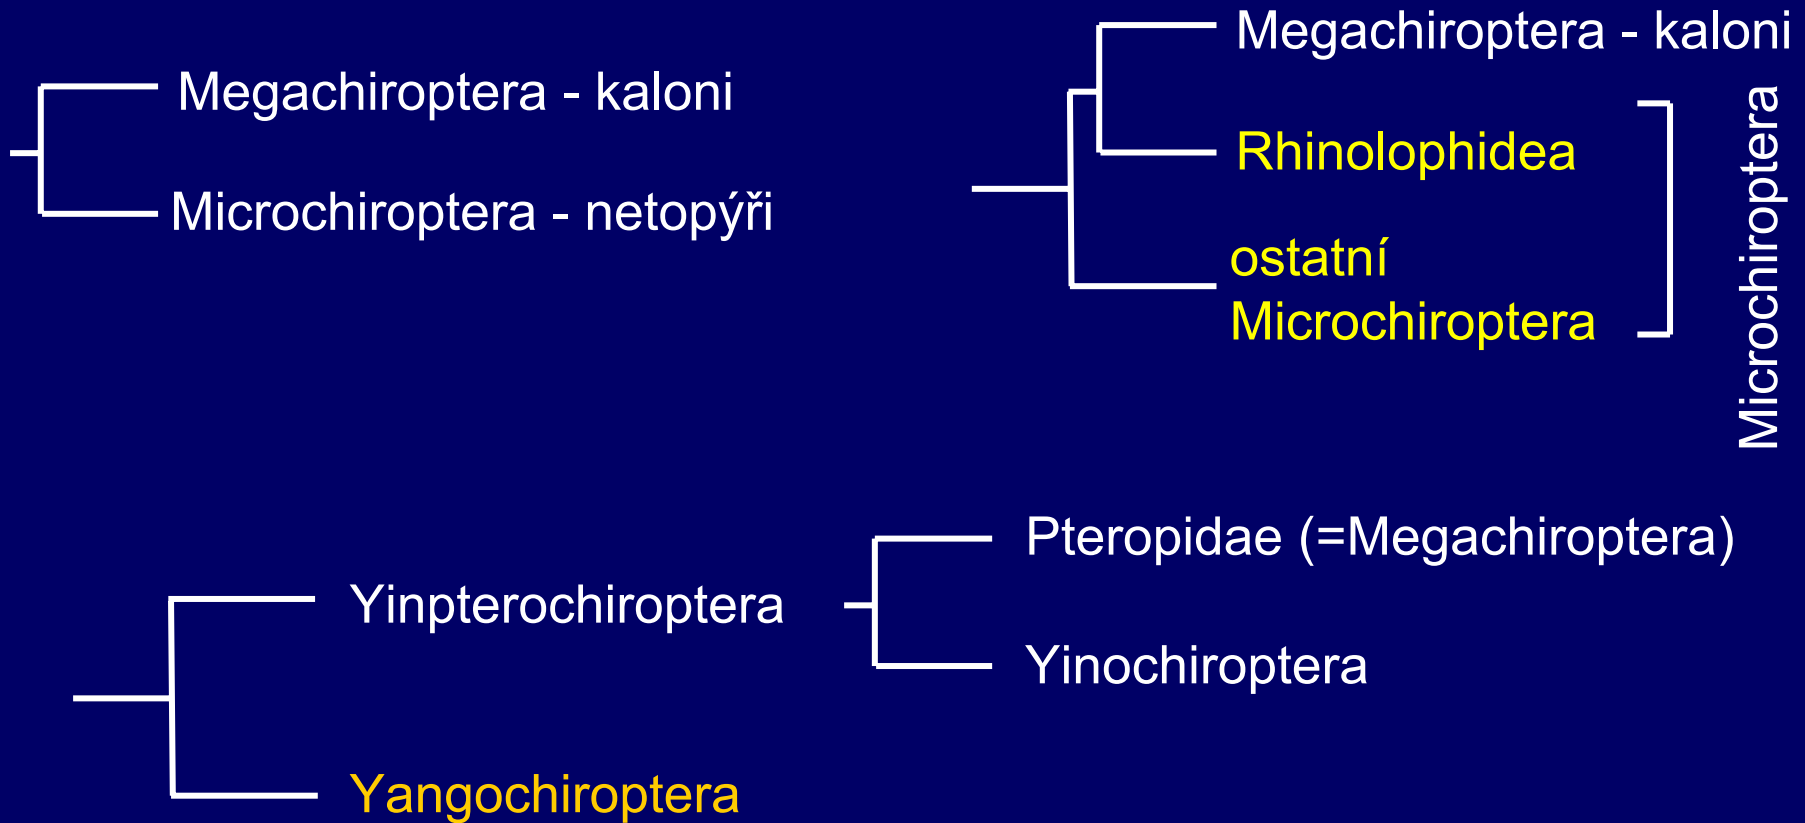 Megachiroptera - kaloni
Microchiroptera - netopýři
Megachiroptera - kaloni
Rhinolophidea
ostatní
Microchiroptera
Microchiroptera
Yinpterochiroptera
Yangochiroptera
Pteropidae (=Megachiroptera)
Yinochiroptera